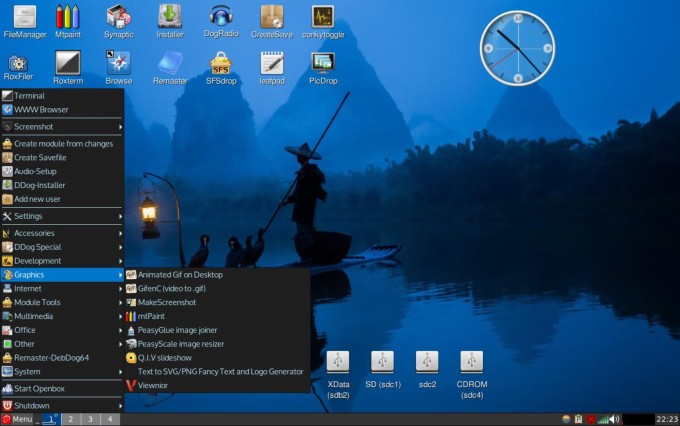 FileManager
Mtpaint
Synaptic
Installer
DogRadio
CreateSave
conkytoggle
RoxFiler
Roxterm
Browse
Remaster
SFSdrop
leafpad
PicDrop
SFS
Terminal
WWW Browser
Screenshot
Create module from changes
Create Savefile
Audio-Setup
DDog-Installer
Add new user
Settings
Accessories
DDog Special
Development
Graphics
Internet
Module Tools
Multimedia
Office
Other
Remaster-DebDog64
System
Start Openbox
Shutdown
Animated Gif on Desktop
GifenC (video to .gif)
MakeScreenshot
mtPaint
PeasyGlue image joiner
PeasyScale image resizer
Q.I.V slideshow
Text to SVG/PNG Fancy Text and Logo Generator
Viewnior
XData
(sdb2)
SD (sdc1)
sdc2
CDROM
(sdc4)
Menu
1
2
3
4
22:23